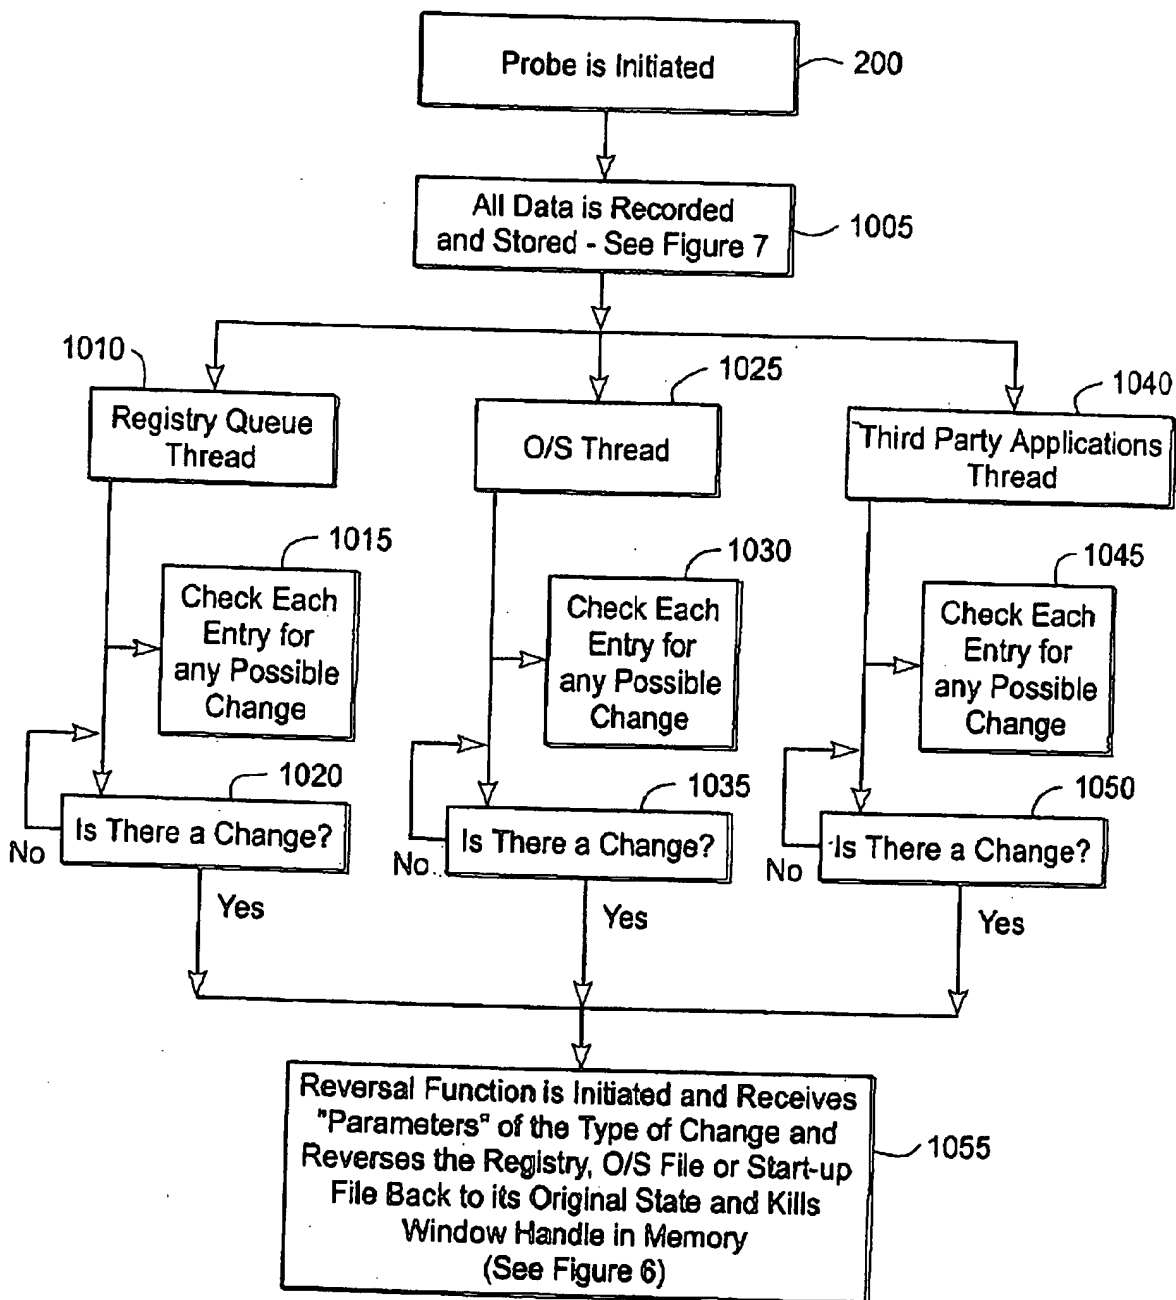 Probe is Initiated
200
All Data is Recorded
and Stored - See Figure 7
1005
1010
Registry Queue
Thread
1025
O/S Thread
1040
Third Party Applications
Thread
1015
Check Each
Entry for
any Possible
Change
1030
Check Each
Entry for
any Possible
Change
1045
Check Each
Entry for
any Possible
Change
1020
Is There a Change?
No
Yes
1035
Is There a Change?
No
Yes
1050
Is There a Change?
No
Yes
Reversal Function is Initiated and Receives
"Parameters" of the Type of Change and
Reverses the Registry, O/S File or Start-up
File Back to its Original State and Kills
Window Handle in Memory
(See Figure 6)
1055